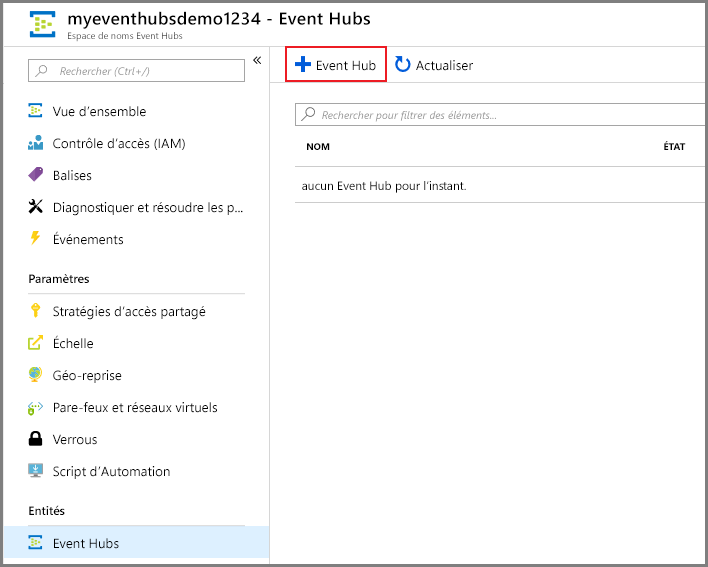 myeventhubsdemo1234 - Event Hubs
Espace de noms Event Hubs
Rechercher (Ctrl+/)
«
Vue d'ensemble
Contrôle d'accès (IAM)
Balises
Diagnostiquer et résoudre les p...
Événements
Paramètres
Stratégies d'accès partagé
Échelle
Géo-reprise
Pare-feux et réseaux virtuels
Verrous
Script d'Automation
Entités
Event Hubs
Event Hub
Actualiser
Rechercher pour filtrer des éléments...
NOM ÉTAT
aucun Event Hub pour l'instant.